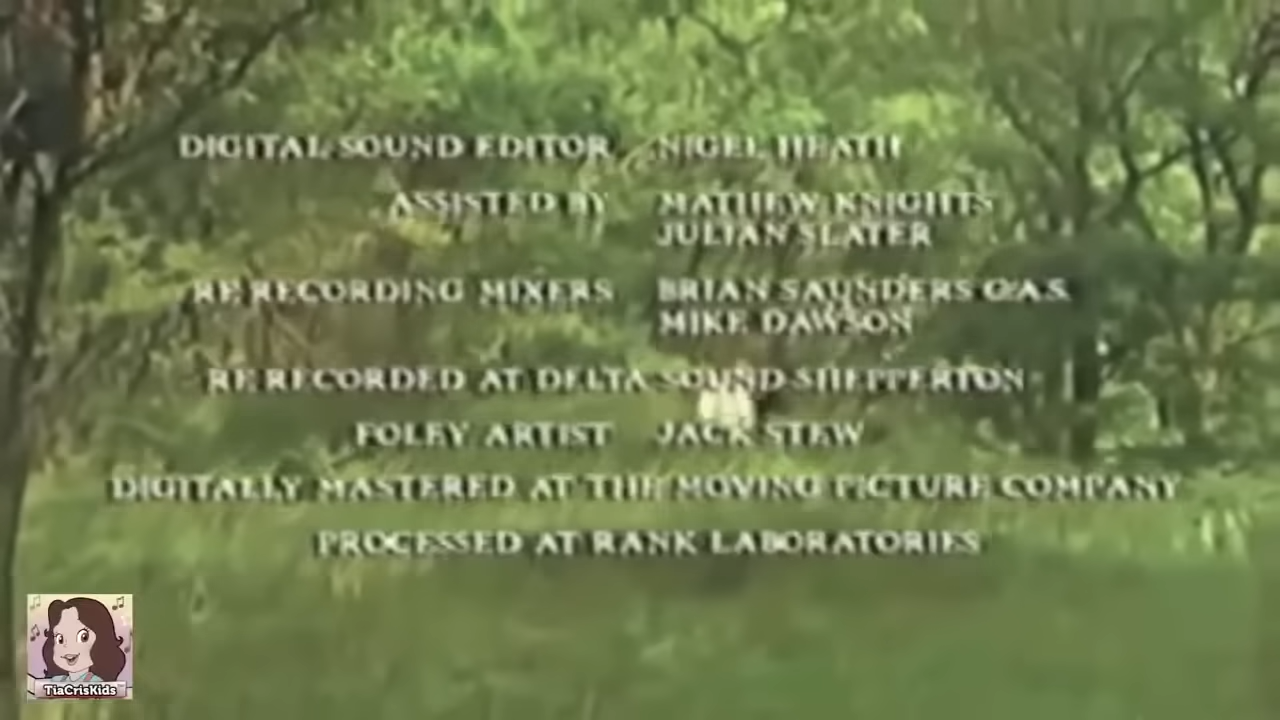 DIGITAL SOUND EDITOR NIGEL HEATH
ASSISTED BY MATHEW KNIGHTS
JULIAN SLATER
RE RECORDING MIXERS BRIAN SAUNDERS C.A.S.
MIKE DAWSON
RE RECORDED AT DELTA SOUND SHEPPERTON
FOLEY ARTIST JACK STEW
DIGITALLY MASTERED AT THE MOVING PICTURE COMPANY
PROCESSED AT RANK LABORATORIES
TiaCrisKids